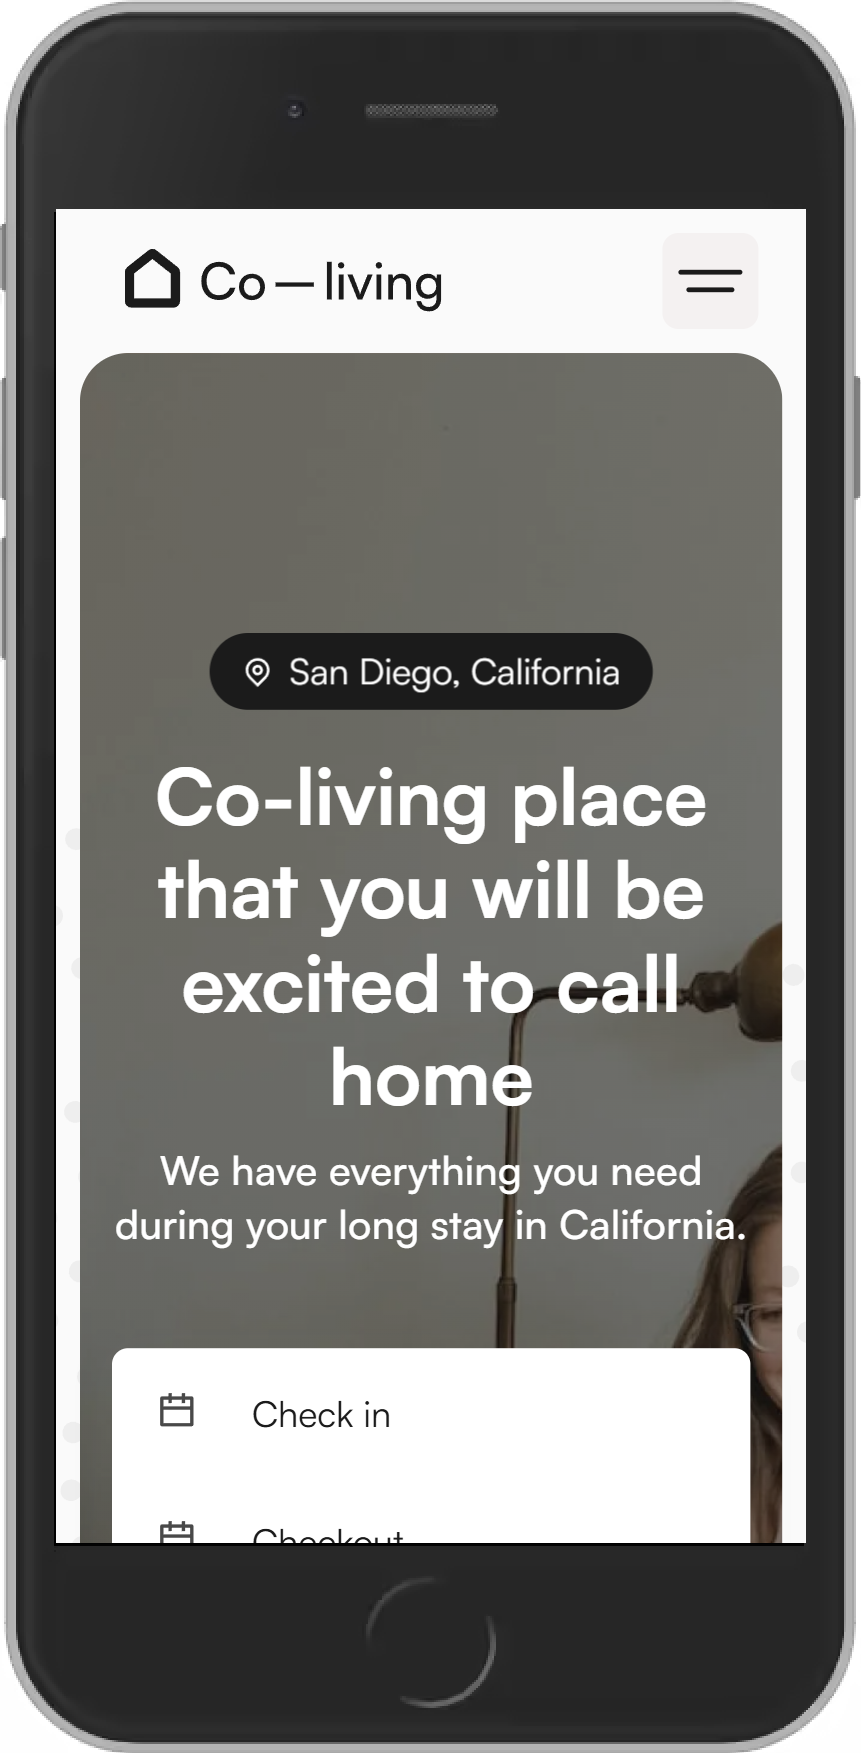 Co — living
San Diego, California
Co-living place
that you will be
excited to call
home
We have everything you need
during your long stay in California.
Check in
Checkout